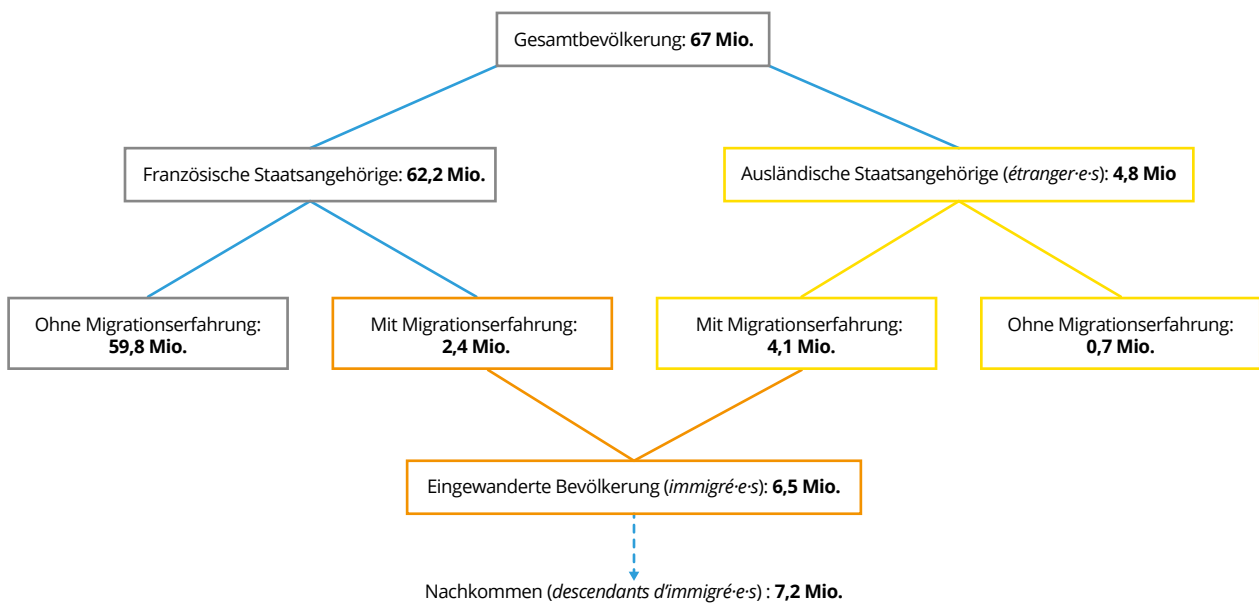 Gesamtbevölkerung: 67 Mio.
Französische Staatsangehörige: 62,2 Mio.
Ausländische Staatsangehörige (étranger·e·s): 4,8 Mio
Ohne Migrationserfahrung:
59,8 Mio.
Mit Migrationserfahrung:
2,4 Mio.
Mit Migrationserfahrung:
4,1 Mio.
Ohne Migrationserfahrung:
0,7 Mio.
Eingewanderte Bevölkerung (immigré·e·s): 6,5 Mio.
Nachkommen (descendants d'immigré·e·s) : 7,2 Mio.